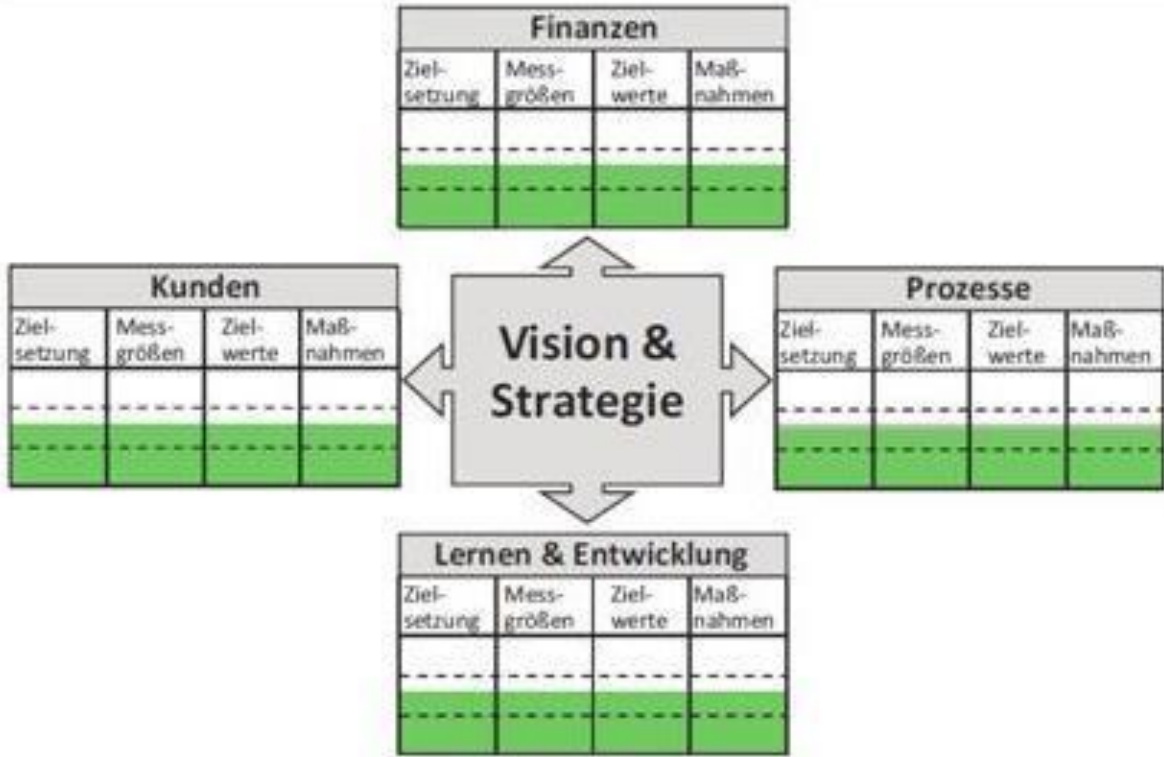 Finanzen
Ziel- Mess- Ziel- Maß-
setzung größen werte nahmen
Kunden
Ziel- Mess- Ziel- Maß-
setzung größen werte nahmen
Vision &
Strategie
Prozesse
Ziel- Mess- Ziel- Maß-
setzung größen werte nahmen
Lernen & Entwicklung
Ziel- Mess- Ziel- Maß-
setzung größen werte nahmen